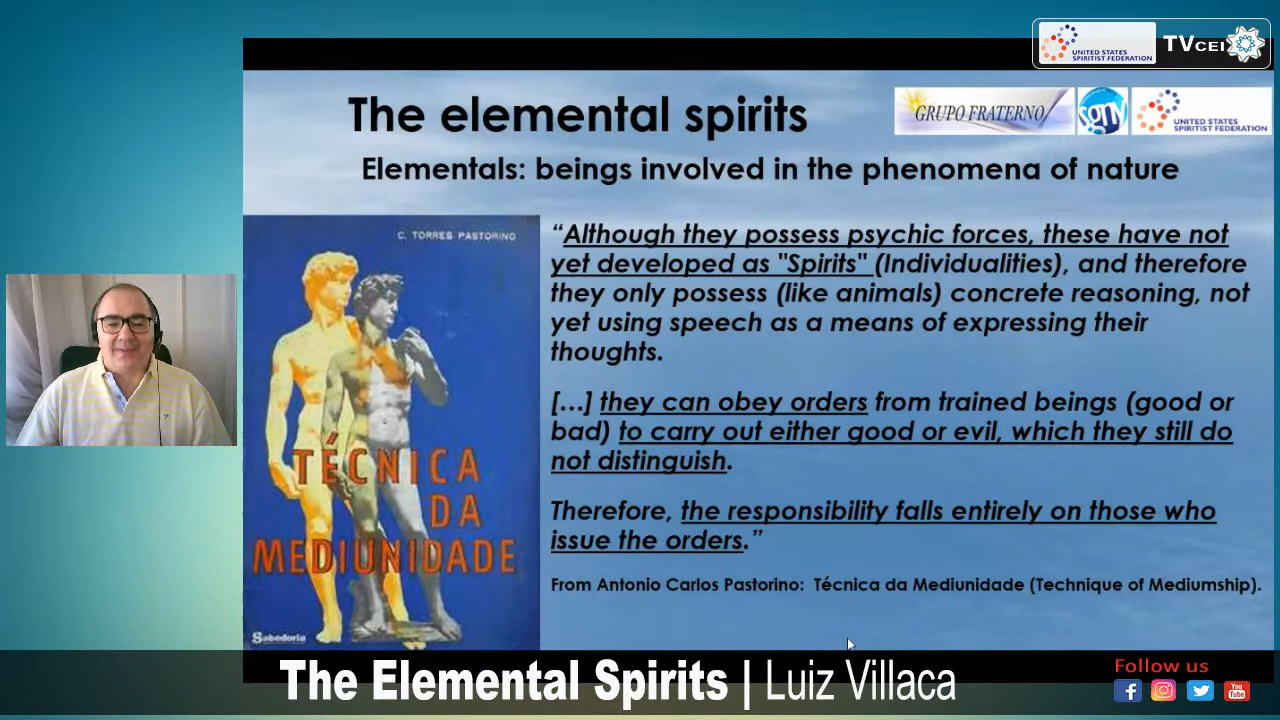 UNITED STATES
SPIRITIST FEDERATION
TVCEI
The elemental spirits
GRUPO FRATERNO
sgnv
UNITED STATES
SPIRITIST FEDERATION
Elementals: beings involved in the phenomena of nature
C. TORRES PASTORINO
TÉCNICA
DA
MEDIUNIDADE
Sabedoria
“Although they possess psychic forces, these have not
yet developed as "Spirits" (Individualities), and therefore
they only possess (like animals) concrete reasoning, not
yet using speech as a means of expressing their
thoughts.
[…] they can obey orders from trained beings (good or
bad) to carry out either good or evil, which they still do
not distinguish.
Therefore, the responsibility falls entirely on those who
issue the orders.”
From Antonio Carlos Pastorino: Técnica da Mediunidade (Technique of Mediumship).
The Elemental Spirits | Luiz Villaca
Follow us
You
Tube